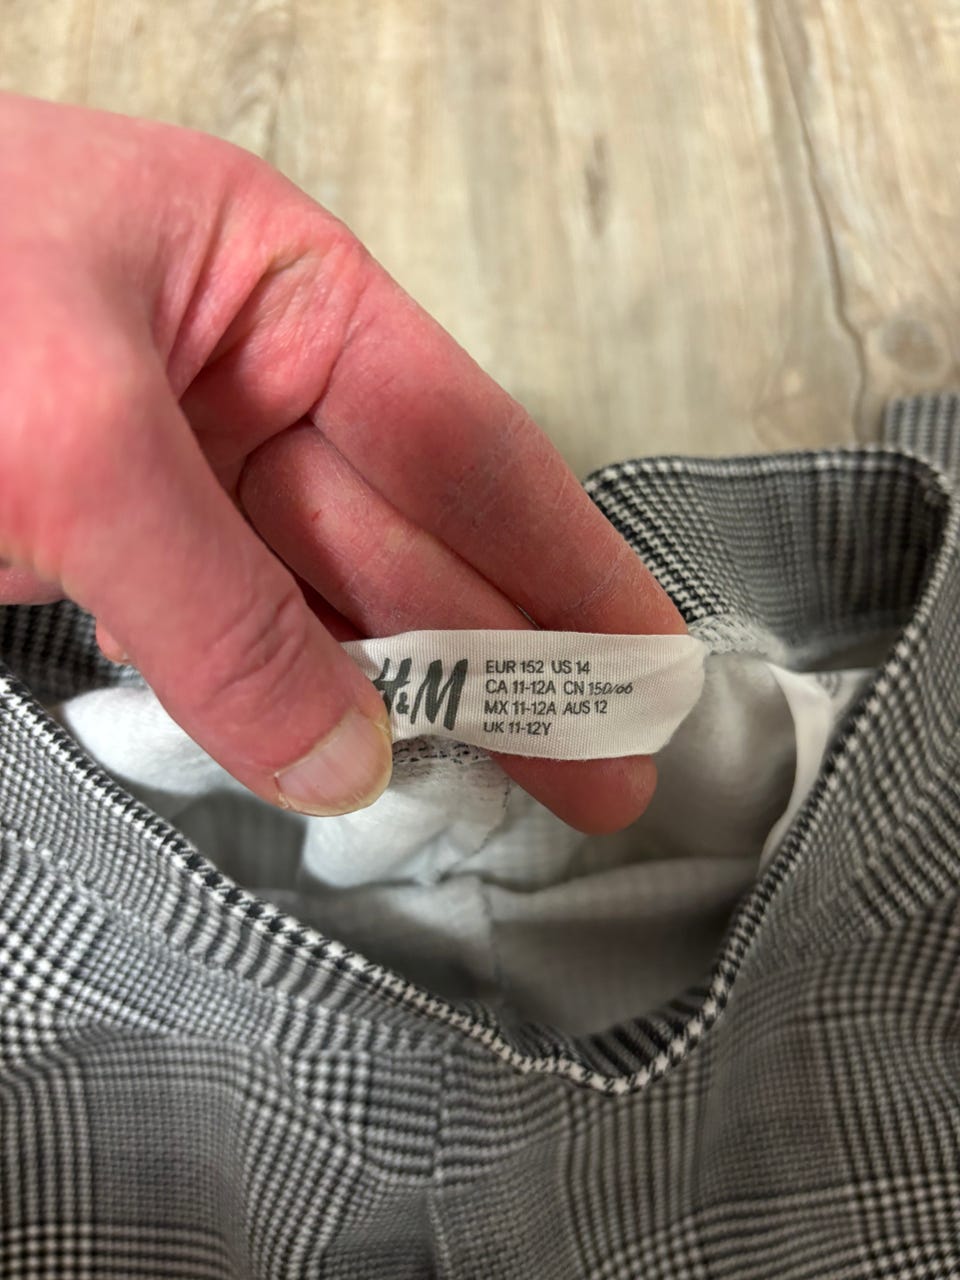 H&M
EUR 152 US 14
CA 11-12A CN 150/66
MX 11-12A AUS 12
UK 11-12Y